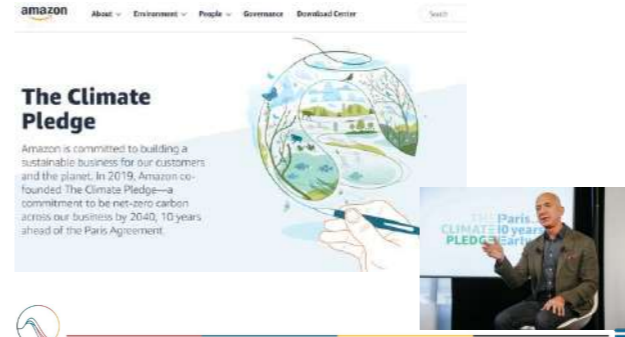 amazon
About Environment People Governance Download Center
Search
The Climate
Pledge
Amazon is committed to building a
sustainable business for our customers
and the planet. In 2019, Amazon co-
founded The Climate Pledge—a
commitment to be net-zero carbon
across our business by 2040, 10 years
ahead of the Paris Agreement.
THE Paris
CLIMATE 10 years
PLEDGE Early